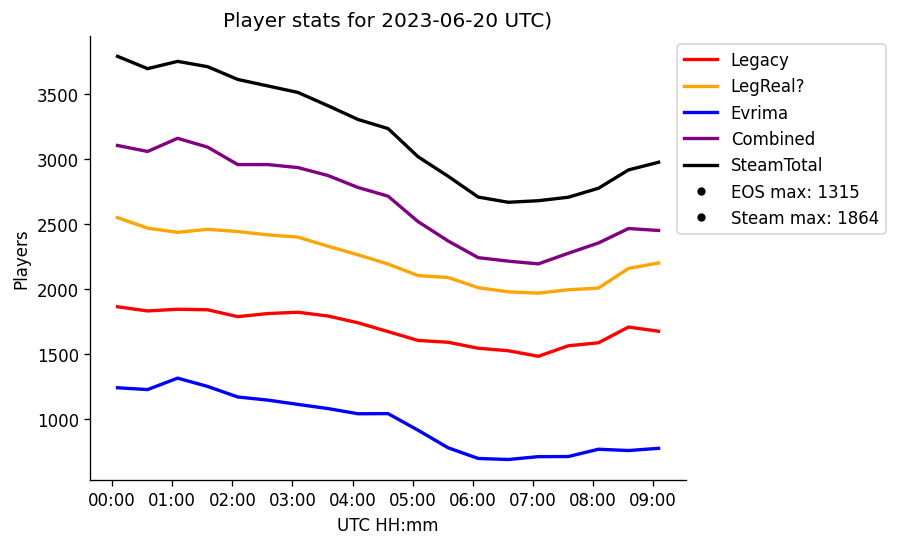 Player stats for 2023-06-20 UTC)
Legacy
LegReal?
Evrima
Combined
SteamTotal
EOS max: 1315
Steam max: 1864
Players
3500
3000
2500
2000
1500
1000
00:00 01:00 02:00 03:00 04:00 05:00 06:00 07:00 08:00 09:00
UTC HH:mm